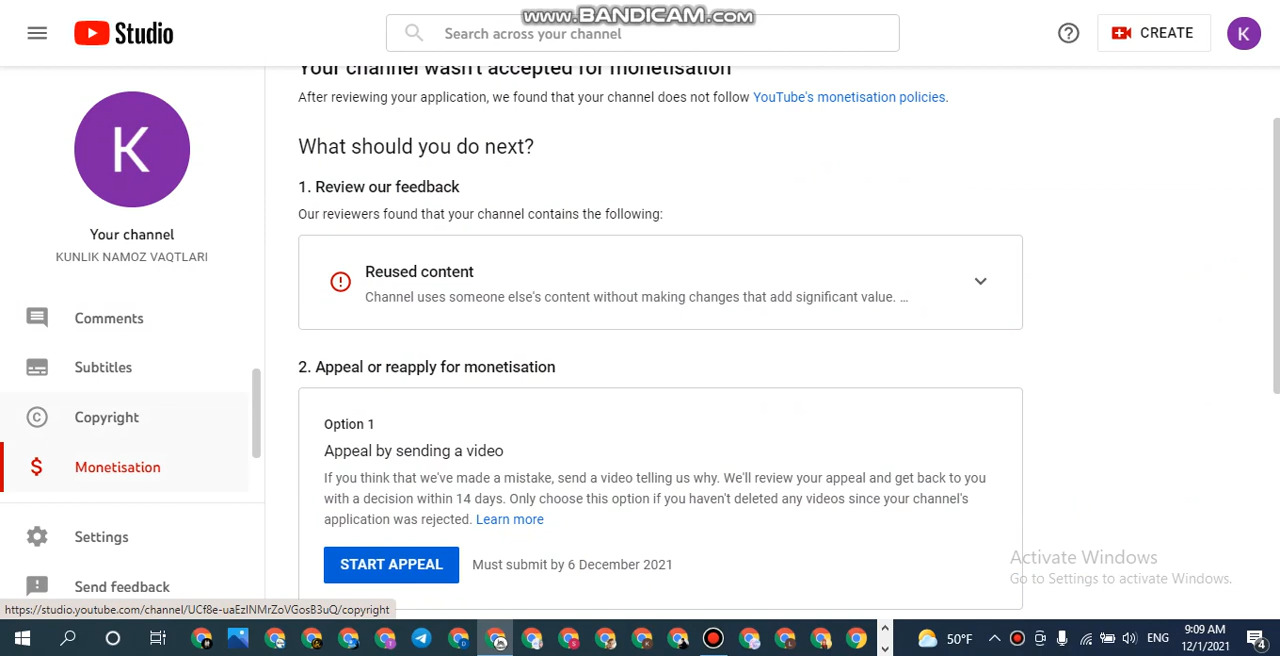 www.BANDICAM.com
Studio
Search across your channel
CREATE
K
K
Your channel
KUNLIK NAMOZ VAQTLARI
Comments
Subtitles
Copyright
Monetisation
Settings
Send feedback
https://studio.youtube.com/channel/UCf8e-uaEzlNMrZoVGosB3uQ/copyright
Your channel wasn't accepted for monetisation
After reviewing your application, we found that your channel does not follow YouTube's monetisation policies.
What should you do next?
1. Review our feedback
Our reviewers found that your channel contains the following:
Reused content
Channel uses someone else's content without making changes that add significant value. …
2. Appeal or reapply for monetisation
Option 1
Appeal by sending a video
If you think that we've made a mistake, send a video telling us why. We'll review your appeal and get back to you
with a decision within 14 days. Only choose this option if you haven't deleted any videos since your channel's
application was rejected. Learn more
START APPEAL Must submit by 6 December 2021
Activate Windows
Go to Settings to activate Windows.
50°F
ENG
9:09 AM
12/1/2021
4